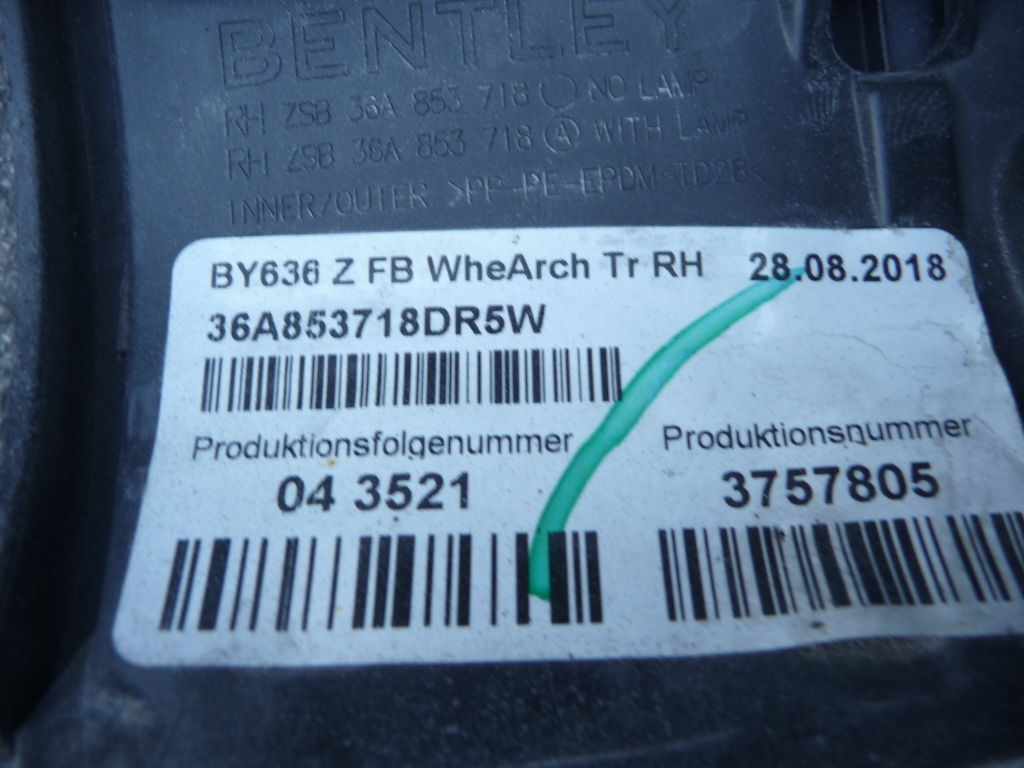 BENTLEY
RH ZSB 36A 853 718 NO LAMP
RH ZSB 36A 853 718 Ⓐ WITH LAMP
INNER/OUTER >PP-PE-EPDM-TD28<
BY636 Z FB WheArch Tr RH 28.08.2018
36A853718DR5W
Produktionsfolgenummer Produktionsnummer
04 3521 3757805